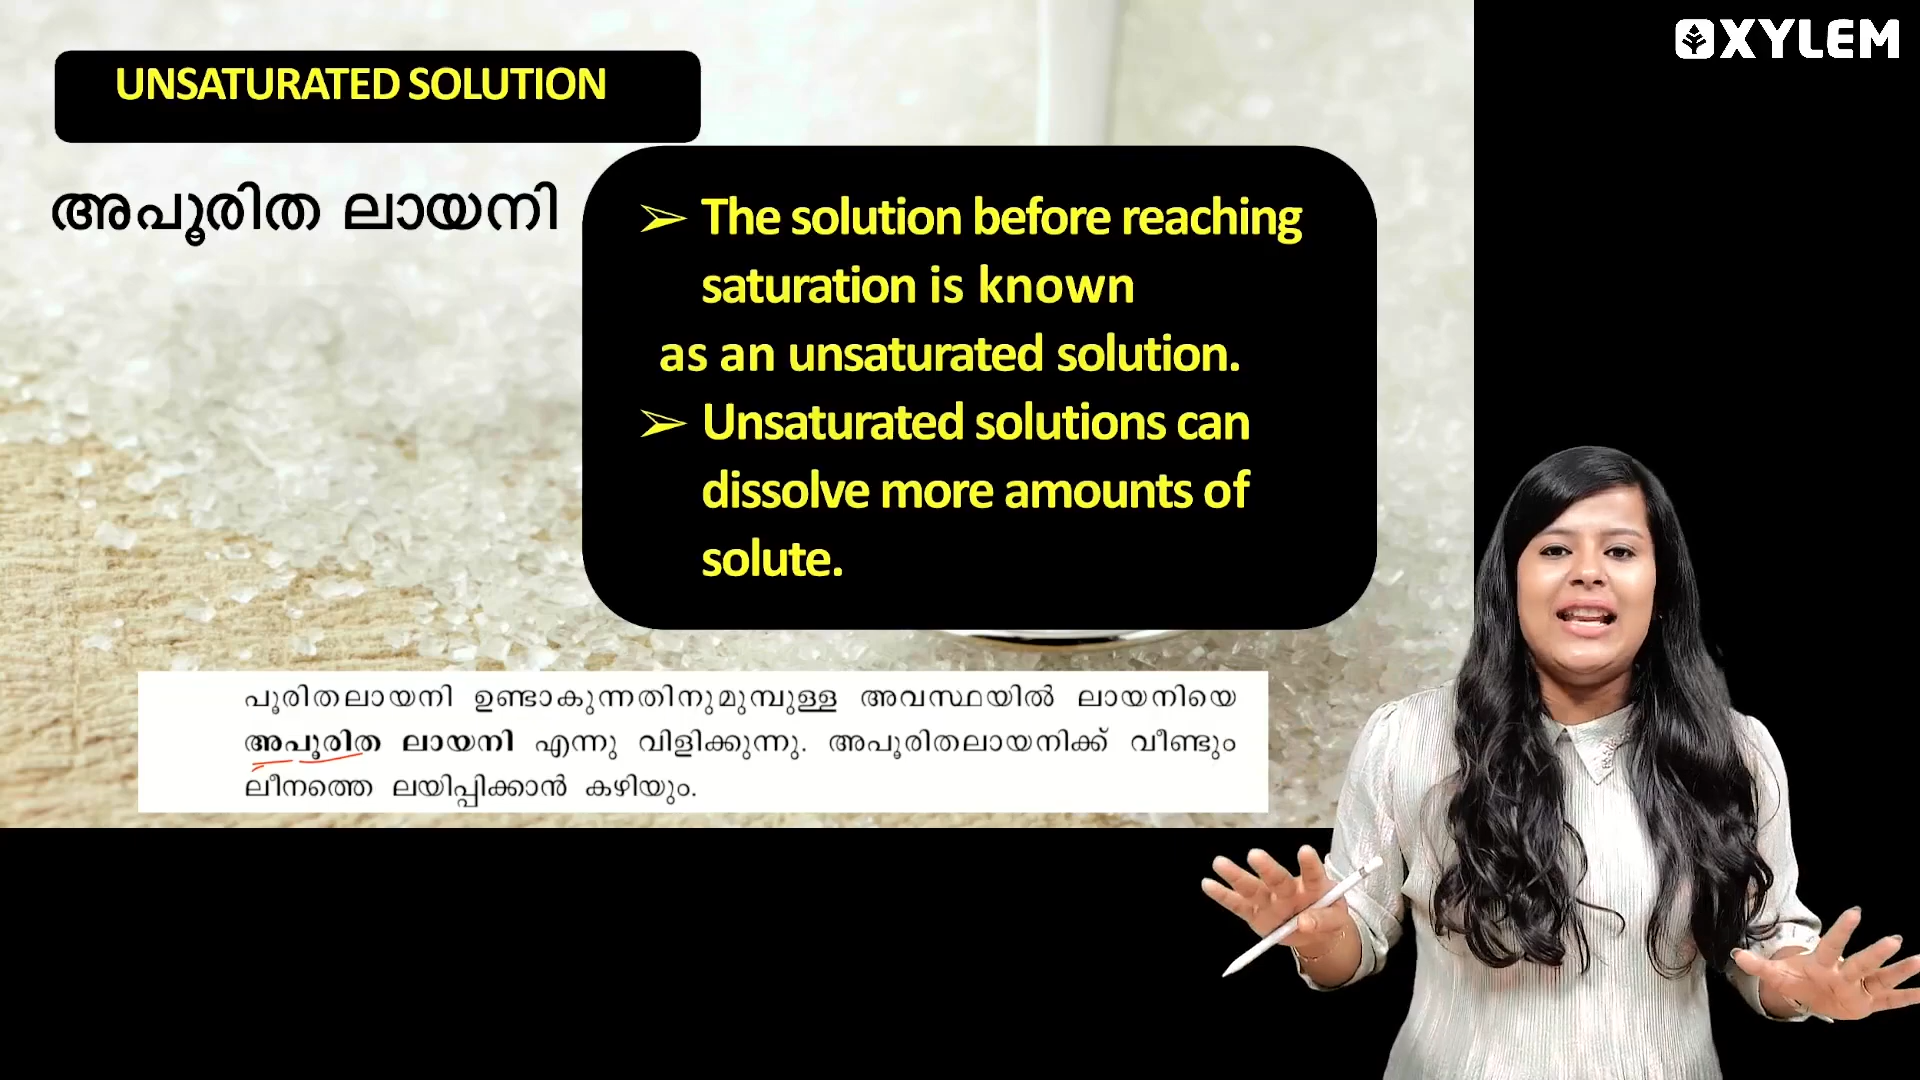 XYLEM
UNSATURATED SOLUTION
അപൂരിത ലായനി
➢ The solution before reaching
saturation is known
as an unsaturated solution.
➢ Unsaturated solutions can
dissolve more amounts of
solute.
പൂരിതലായനി ഉണ്ടാകുന്നതിനുമുമ്പുള്ള അവസ്ഥയിൽ ലായനിയെ
അപൂരിത ലായനി എന്നു വിളിക്കുന്നു. അപൂരിതലായനിക്ക് വീണ്ടും
ലീനത്തെ ലയിപ്പിക്കാൻ കഴിയും.